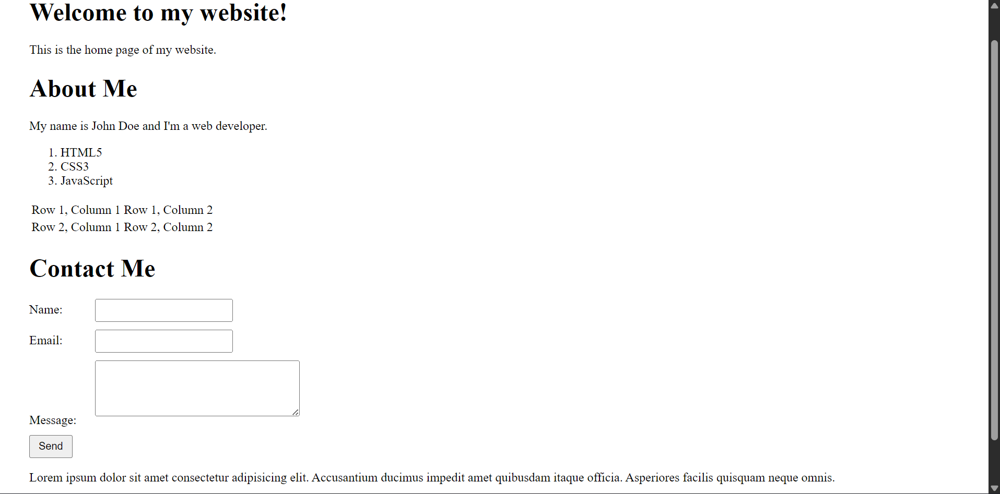 Welcome to my website!
This is the home page of my website.
About Me
My name is John Doe and I'm a web developer.
1. HTML5
2. CSS3
3. JavaScript
Row 1, Column 1 Row 1, Column 2
Row 2, Column 1 Row 2, Column 2
Contact Me
Name:
Email:
Message:
Send
Lorem ipsum dolor sit amet consectetur adipisicing elit. Accusantium ducimus impedit amet quibusdam itaque officia. Asperiores facilis quisquam neque omnis.